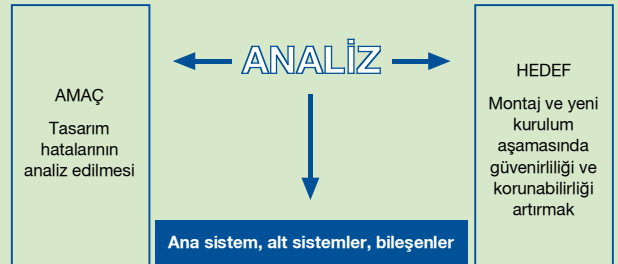 ANALİZ
AMAÇ
Tasarım
hatalarının
analiz edilmesi
HEDEF
Montaj ve yeni
kurulum
aşamasında
güvenirliliği ve
korunabilirliği
artırmak
Ana sistem, alt sistemler, bileşenler